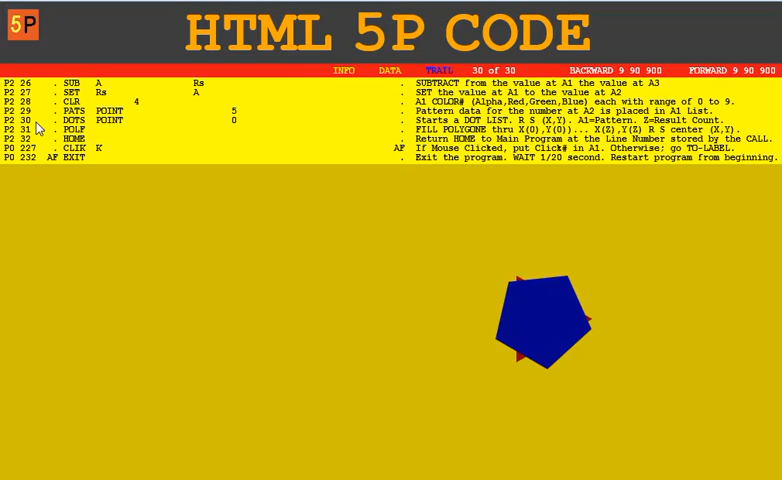 5P
HTML 5P CODE
INFO DATA TRAIL 30 of 30 BACKWARD 9 90 900 FORWARD 9 90 900
P2 26 . SUB A Rs . SUBTRACT from the value at A1 the value at A3
P2 27 . SET Rs A . SET the value at A1 to the value at A2
P2 28 . CLR 4 . A1 COLOR# (Alpha,Red,Green,Blue) each with range of 0 to 9.
P2 29 . PATS POINT 5 . Pattern data for the number at A2 is placed in A1 List.
P2 30 . DOTS POINT 0 . Starts a DOT LIST. R S (X,Y). A1=Pattern. Z=Result Count.
P2 31 . POLF . FILL POLYGONE thru X(0),Y(0))... X(Z),Y(Z) R S center (X,Y).
P2 32 . HOME . Return HOME to Main Program at the Line Number stored by the CALL.
P0 227 . CLIK K AF If Mouse Clicked, put Click# in A1. Otherwise; go TO-LABEL.
P0 232 AF EXIT . Exit the program. WAIT 1/20 second. Restart program from beginning.